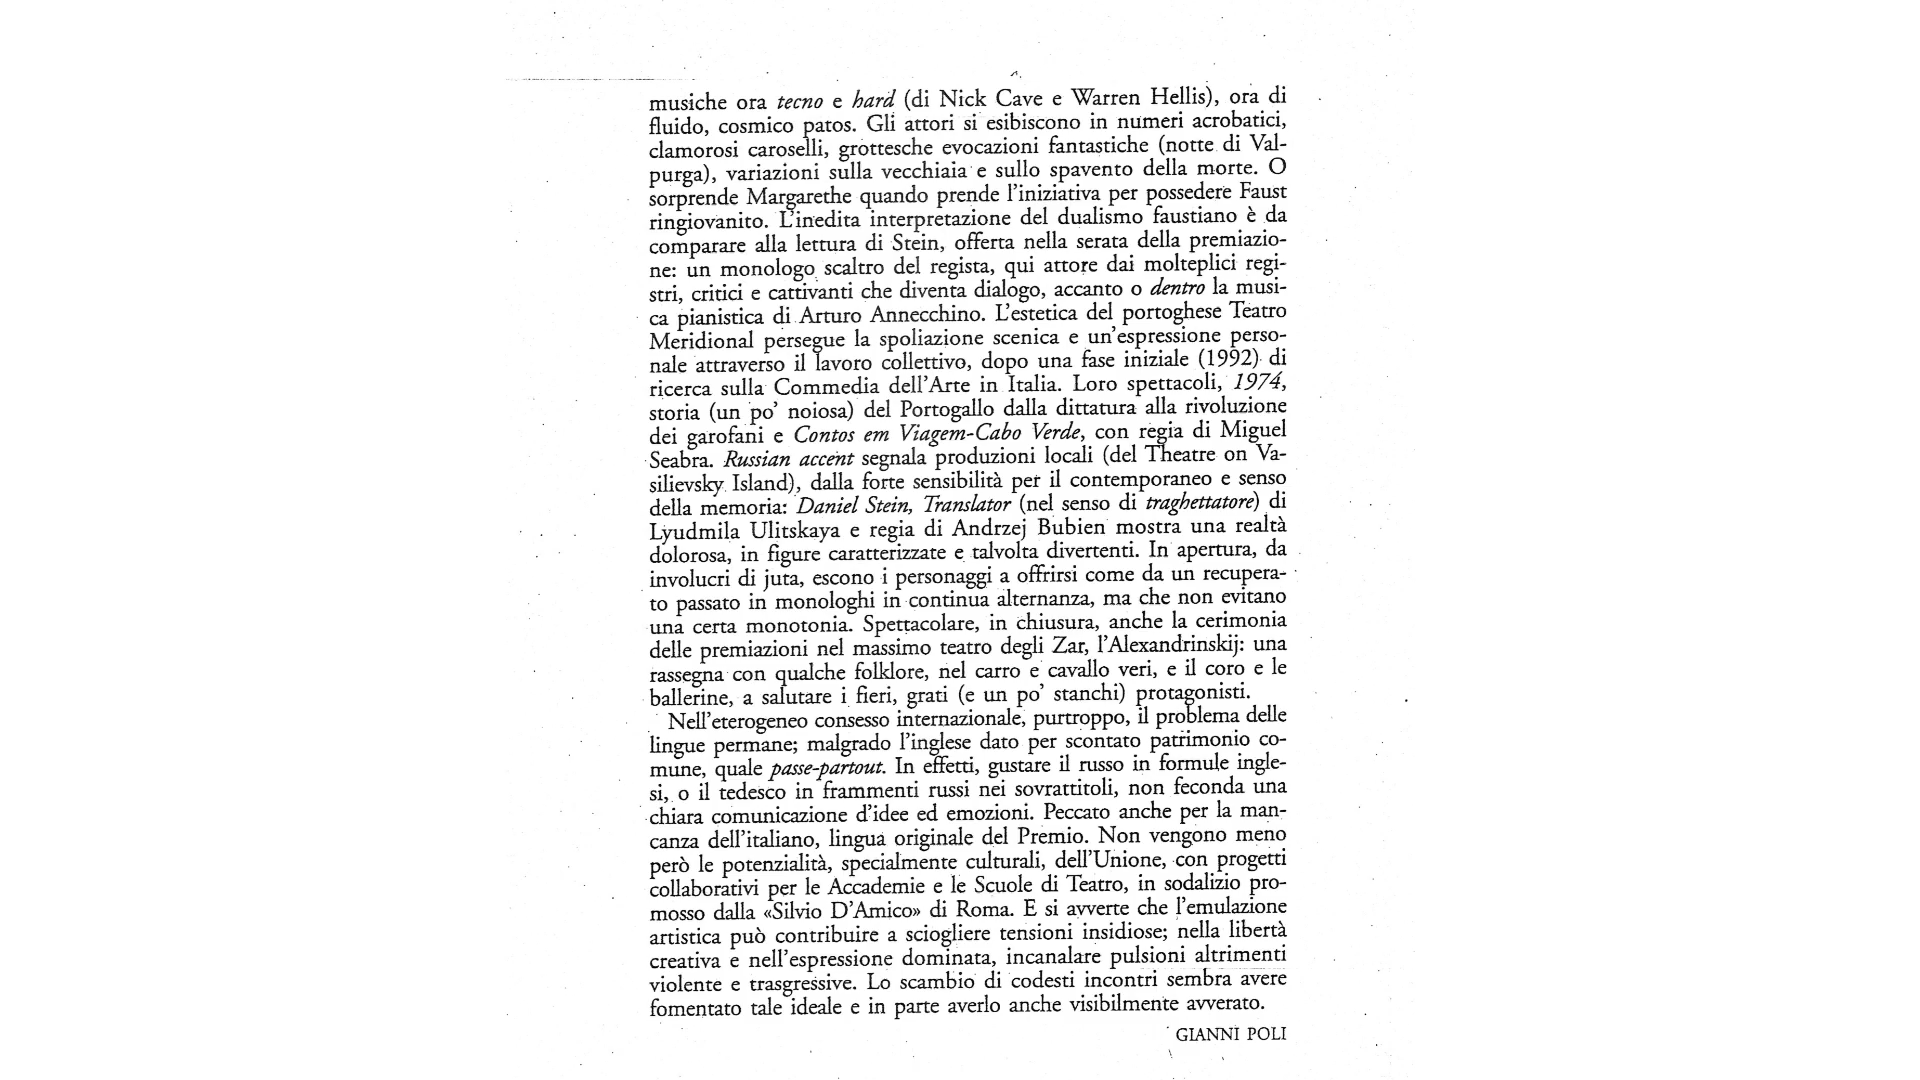 musiche ora tecno e hard (di Nick Cave e Warren Hellis), ora di
fluido, cosmico patos. Gli attori si esibiscono in numeri acrobatici,
clamorosi caroselli, grottesche evocazioni fantastiche (notte di Val-
purga), variazioni sulla vecchiaia e sullo spavento della morte. O
sorprende Margarethe quando prende l'iniziativa per possedere Faust
ringiovanito. L'inedita interpretazione del dualismo faustiano è da
comparare alla lettura di Stein, offerta nella serata della premiazio-
ne: un monologo scaltro del regista, qui attore dai molteplici regi-
stri, critici e cattivanti che diventa dialogo, accanto o dentro la musi-
ca pianistica di Arturo Annecchino. L'estetica del portoghese Teatro
Meridional persegue la spoliazione scenica e un'espressione perso-
nale attraverso il lavoro collettivo, dopo una fase iniziale (1992) di
ricerca sulla Commedia dell'Arte in Italia. Loro spettacoli, 1974,
storia (un po' noiosa) del Portogallo dalla dittatura alla rivoluzione
dei garofani e Contos em Viagem-Cabo Verde, con regia di Miguel
Seabra. Russian accent segnala produzioni locali (del Theatre on Va-
silievsky Island), dalla forte sensibilità per il contemporaneo e senso
della memoria: Daniel Stein, Translator (nel senso di traghettatore) di
Lyudmila Ulitskaya e regia di Andrzej Bubien mostra una realtà
dolorosa, in figure caratterizzate e talvolta divertenti. In apertura, da
involucri di juta, escono i personaggi a offrirsi come da un recupera-
to passato in monologhi in continua alternanza, ma che non evitano
una certa monotonia. Spettacolare, in chiusura, anche la cerimonia
delle premiazioni nel massimo teatro degli Zar, l'Alexandrinskij: una
rassegna con qualche folklore, nel carro e cavallo veri, e il coro e le
ballerine, a salutare i fieri, grati (e un po' stanchi) protagonisti.
Nell'eterogeneo consesso internazionale, purtroppo, il problema delle
lingue permane; malgrado l'inglese dato per scontato patrimonio co-
mune, quale passe-partout. In effetti, gustare il russo in formule ingle-
si, o il tedesco in frammenti russi nei sovrattitoli, non feconda una
chiara comunicazione d'idee ed emozioni. Peccato anche per la man-
canza dell'italiano, lingua originale del Premio. Non vengono meno
però le potenzialità, specialmente culturali, dell'Unione, con progetti
collaborativi per le Accademie e le Scuole di Teatro, in sodalizio pro-
mosso dalla «Silvio D'Amico» di Roma. E si avverte che l'emulazione
artistica può contribuire a sciogliere tensioni insidiose; nella libertà
creativa e nell'espressione dominata, incanalare pulsioni altrimenti
violente e trasgressive. Lo scambio di codesti incontri sembra avere
fomentato tale ideale e in parte averlo anche visibilmente avverato.
GIANNI POLI